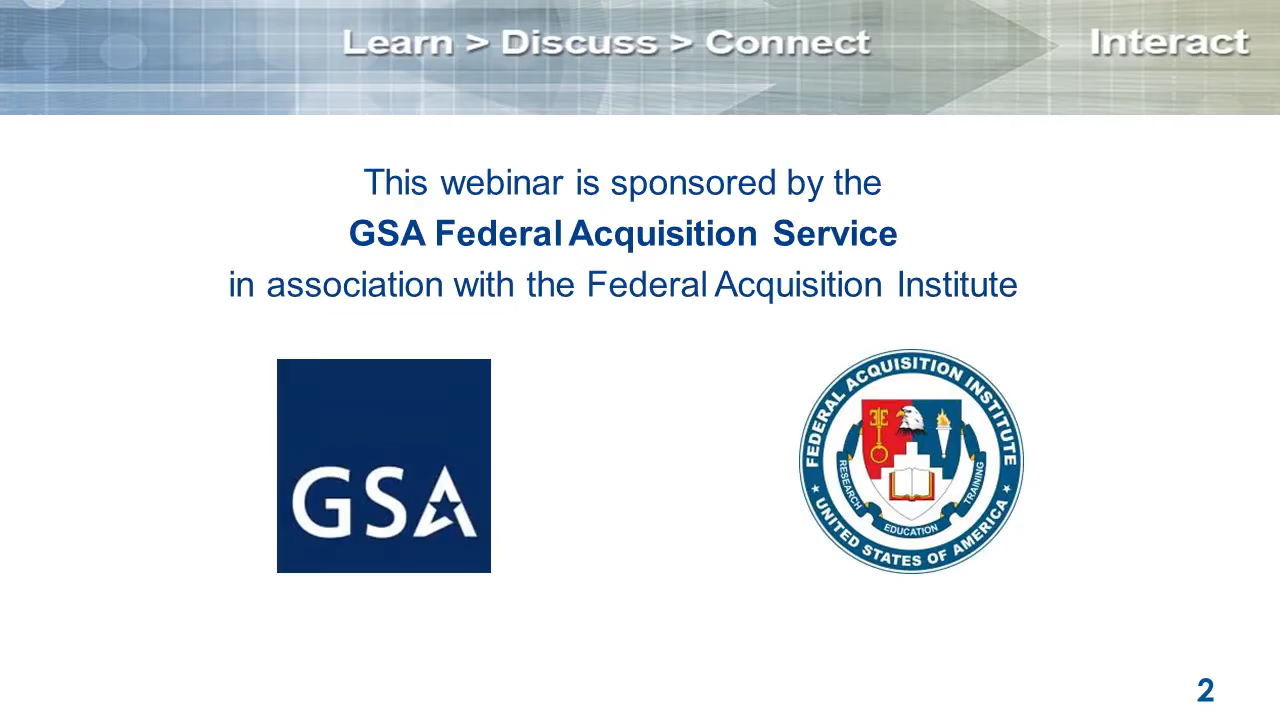 Learn > Discuss > Connect
Interact
This webinar is sponsored by the
GSA Federal Acquisition Service
in association with the Federal Acquisition Institute
GSA
FEDERAL ACQUISITION INSTITUTE
RESEARCH
EDUCATION
TRAINING
UNITED STATES OF AMERICA
2